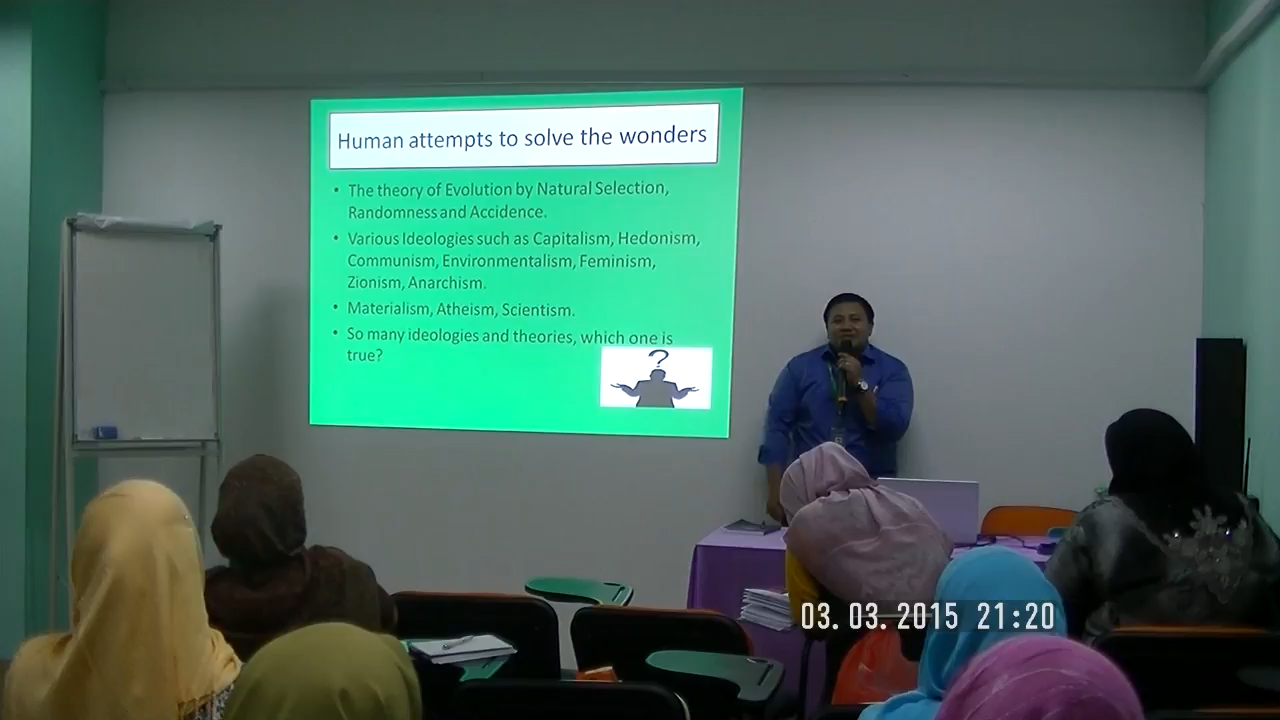 Human attempts to solve the wonders
• The theory of Evolution by Natural Selection,
Randomness and Accidence.
• Various Ideologies such as Capitalism, Hedonism,
Communism, Environmentalism, Feminism,
Zionism, Anarchism.
• Materialism, Atheism, Scientism.
• So many ideologies and theories, which one is
true?
?
03. 03. 2015 21:20